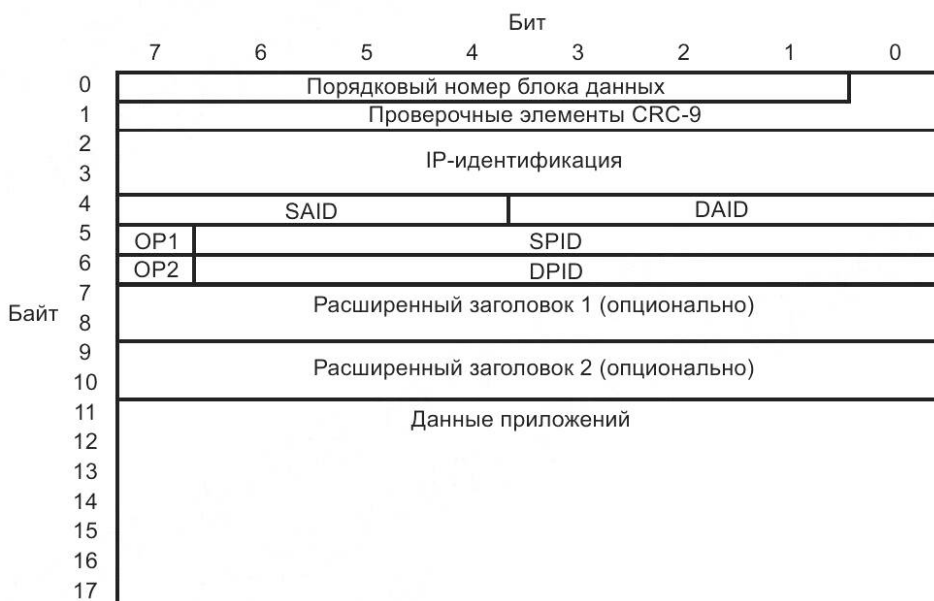 Бит
7 6 5 4 3 2 1 0
0 Порядковый номер блока данных
1 Проверочные элементы CRC-9
2
IP-идентификация
3
4 SAID DAID
5 OP1 SPID
6 OP2 DPID
7 Расширенный заголовок 1 (опционально)
Байт 8
9 Расширенный заголовок 2 (опционально)
10
11 Данные приложений
12
13
14
15
16
17